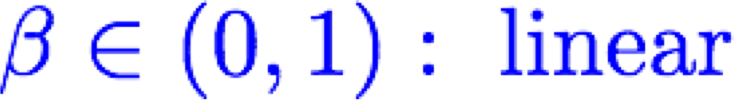 β ∈ (0, 1) : linear